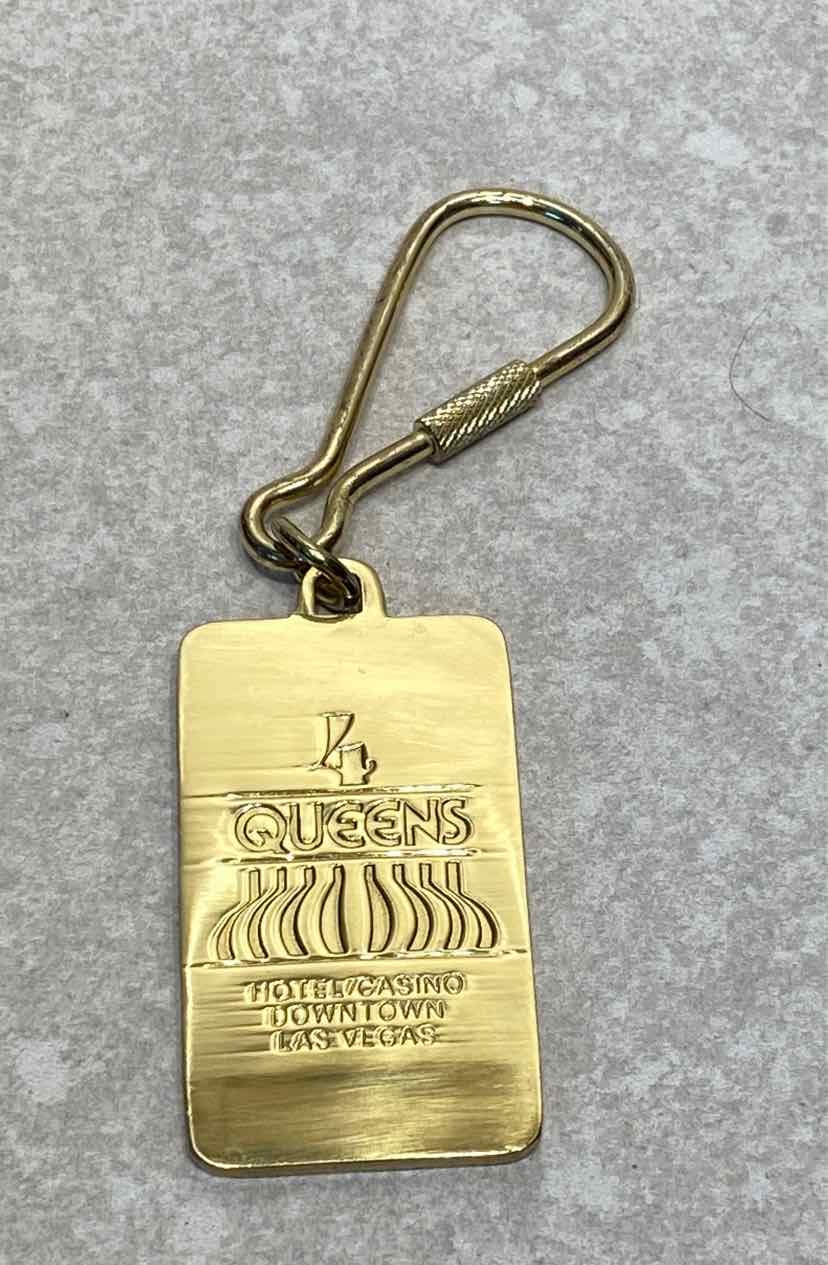 4
QUEENS
HOTEL/CASINO
DOWNTOWN
LAS VEGAS